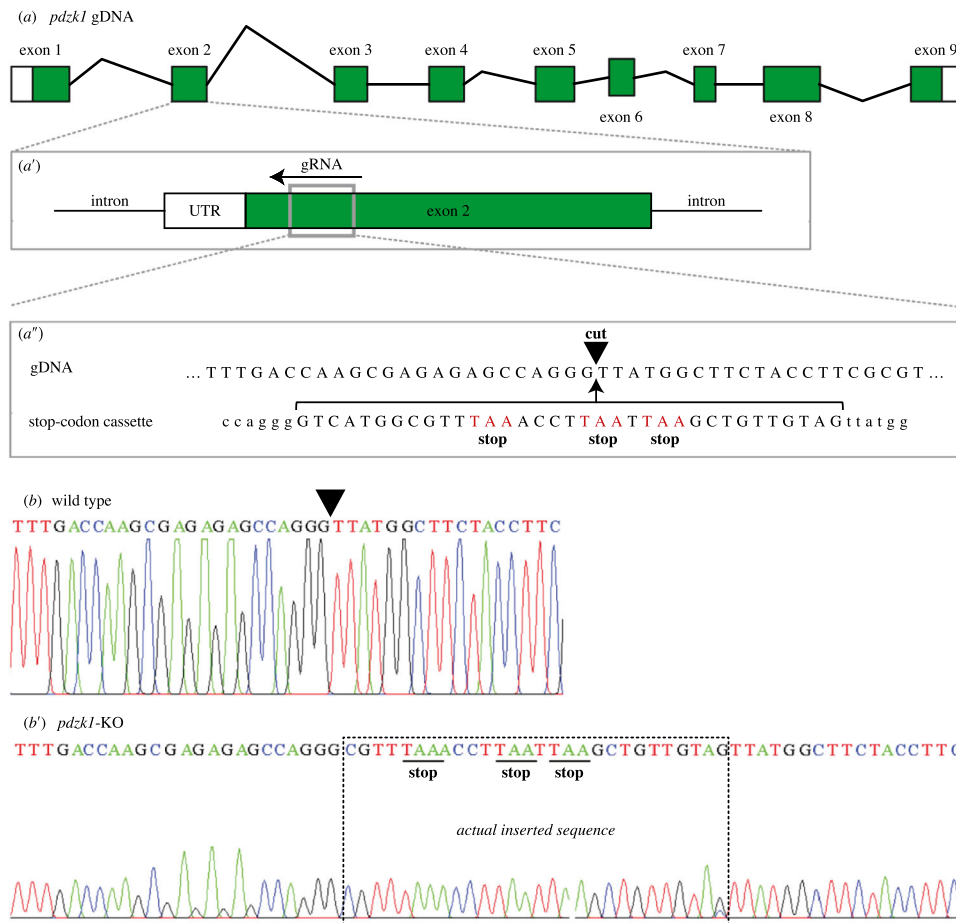 (a) pdzk1 gDNA
exon 1 exon 2 exon 3 exon 4 exon 5 exon 7 exon 9
exon 6 exon 8
(a′)
gRNA
intron UTR exon 2 intron
(a″)
cut
gDNA ... T T T G A C C A A G C G A G A G A G C C A G G G T T A T G G C T T C T A C C T T C G C G T ...
stop-codon cassette c c a g g g G T C A T G G C G T T T A A A C C T T A A T T A A G C T G T T G T A G t t a t g g
stop stop stop
(b) wild type
TTTGACCAAGCGAGAGAGCCAGGGTTATGGCTTCTACCTTC
(b′) pdzk1-KO
TTTGACCAAGCGAGAGAGCCAGGGCGTTTAAACCTTAATTAAGCTGTTGTAGTTATGGCTTCTACCTTC
stop stop stop
actual inserted sequence